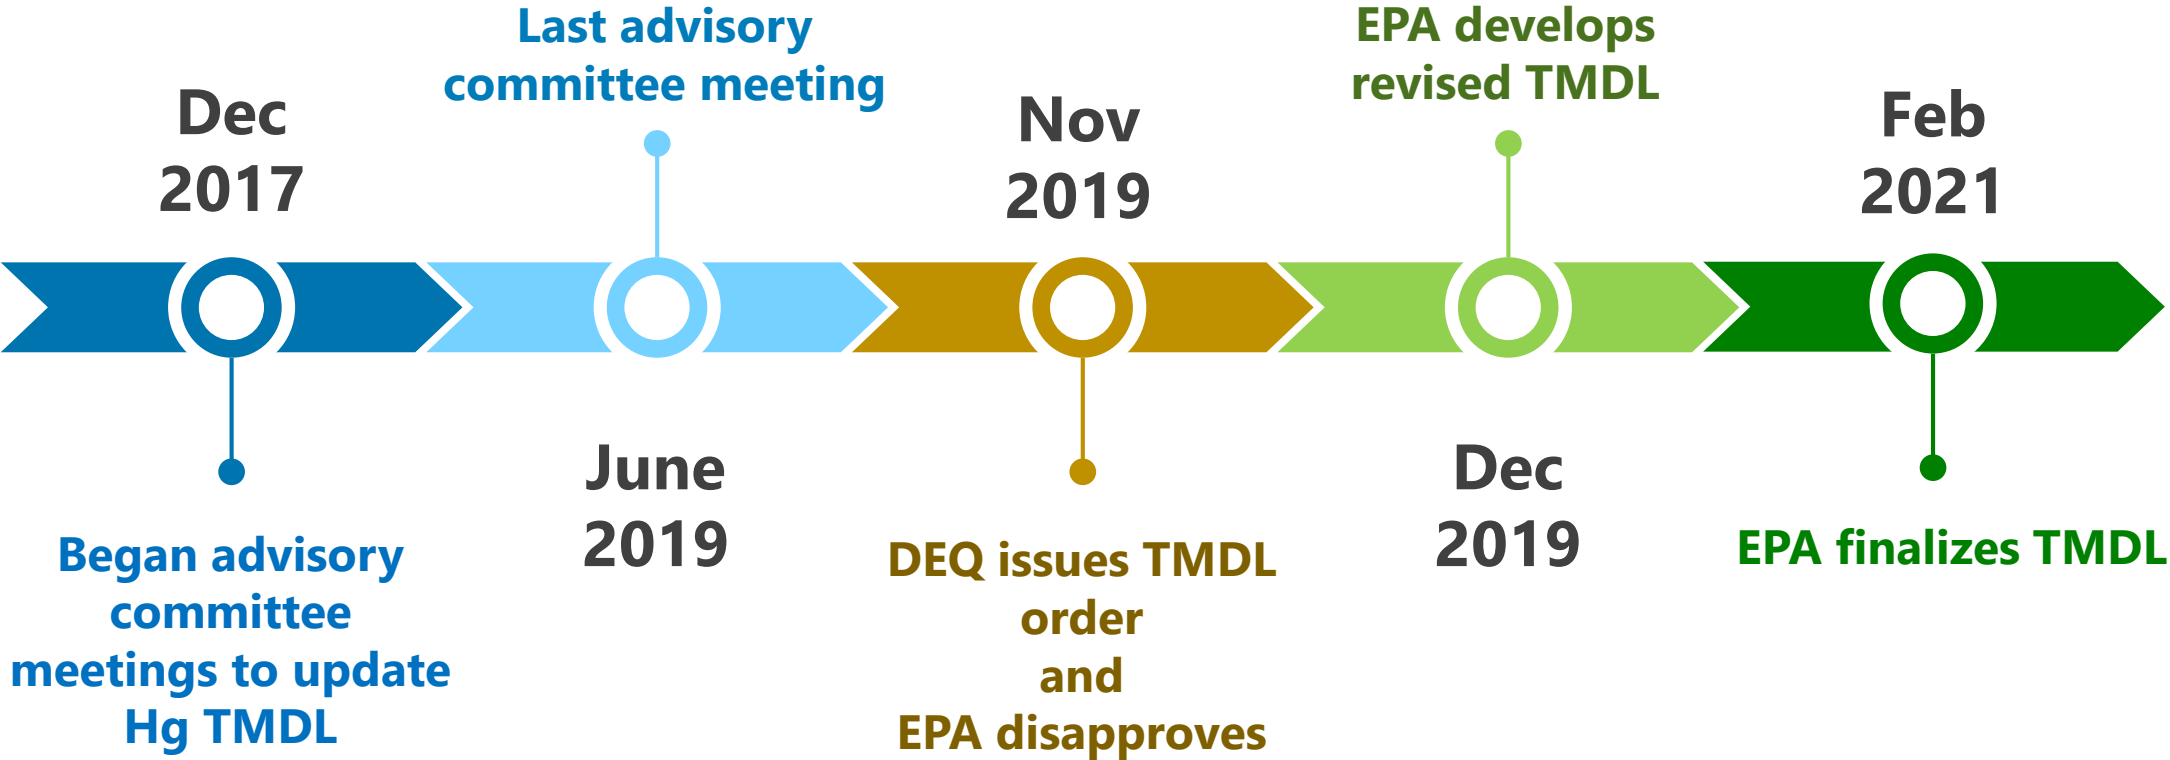 Dec
2017
Began advisory
committee
meetings to update
Hg TMDL
Last advisory
committee meeting
June
2019
Nov
2019
DEQ issues TMDL
order
and
EPA disapproves
EPA develops
revised TMDL
Dec
2019
Feb
2021
EPA finalizes TMDL